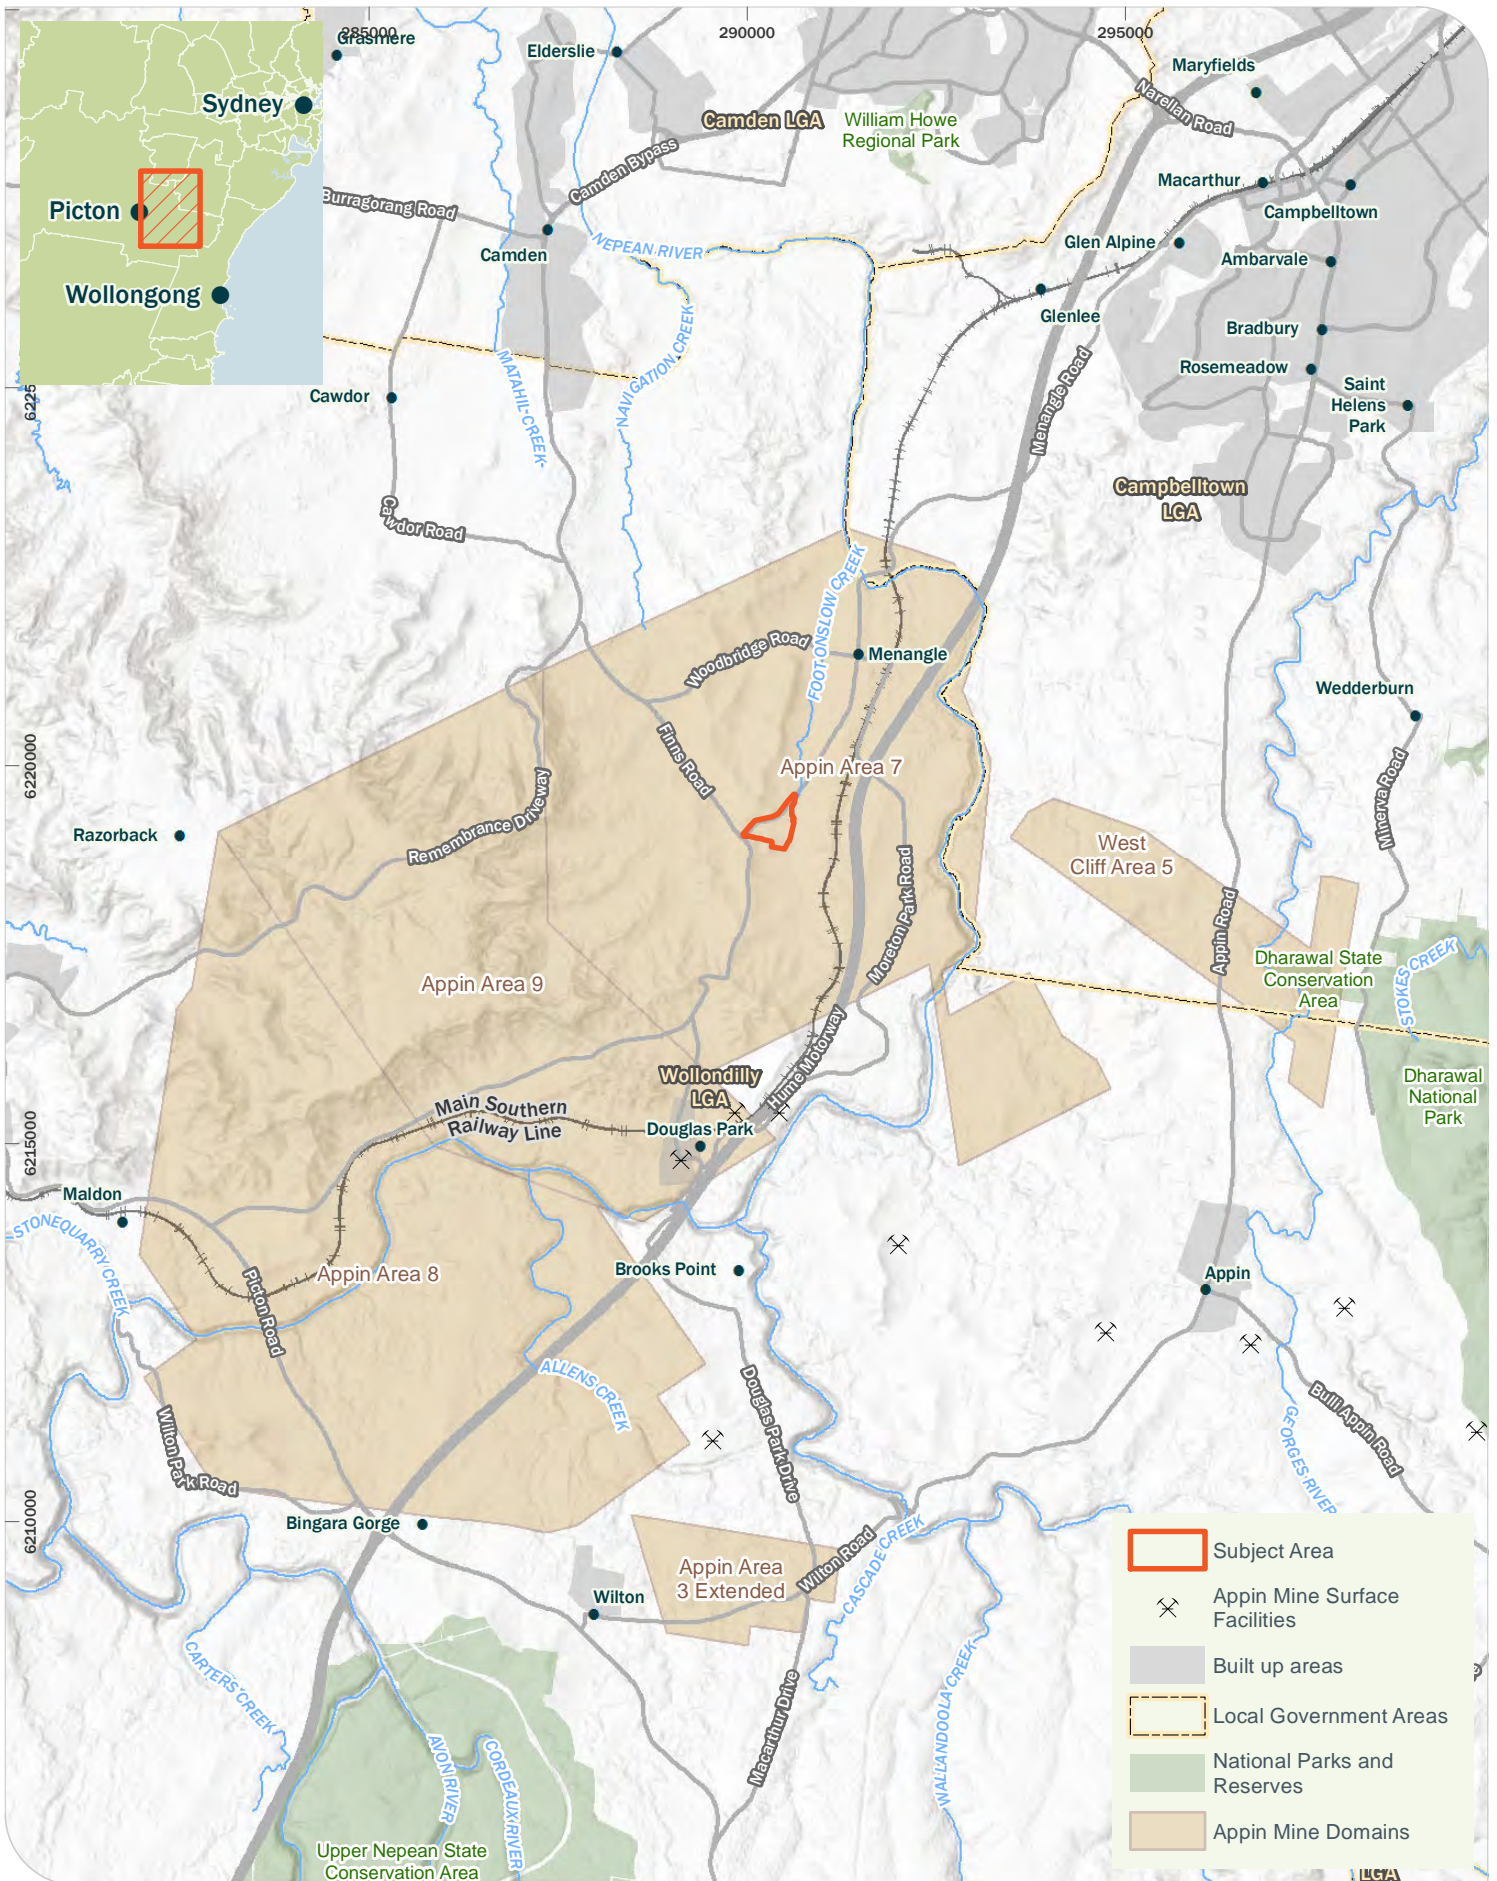 285000
290000
295000
Grasmere
Elderslie
Maryfields
Sydney
Camden LGA
William Howe
Regional Park
Narellan Road
Camden Bypass
Macarthur
Picton
Burragorang Road
Campbelltown
Camden
NEPEAN RIVER
Glen Alpine
Ambarvale
Wollongong
Glenlee
Bradbury
NAVIGATION CREEK
MATAHIL CREEK
Menangle Road
Rosemeadow
Cawdor
Saint
Helens
Park
6225
Campbelltown
LGA
Cawdor Road
FOOT ONSLOW CREEK
Woodbridge Road
Menangle
Wedderburn
Finns Road
6220000
Appin Area 7
Remembrance Driveway
Minerva Road
Razorback
West
Cliff Area 5
Moreton Park Road
Appin Road
Appin Area 9
Dharawal State
Conservation
Area
STOKES CREEK
Hume Motorway
Wollondilly
LGA
Dharawal
National
Park
Main Southern
Railway Line
Douglas Park
6215000
Maldon
STONEQUARRY CREEK
Appin Area 8
Brooks Point
Appin
Picton Road
ALLENS CREEK
Douglas Park Drive
Bulli Appin Road
GEORGES RIVER
Wilton Park Road
6210000
Bingara Gorge
Appin Area
3 Extended
Wilton Road
CASCADE CREEK
Wilton
CARTERS CREEK
AVON RIVER
CORDEAUX RIVER
Macarthur Drive
WALLANDOOLA CREEK
Upper Nepean State
Conservation Area
Subject Area
Appin Mine Surface
Facilities
Built up areas
Local Government Areas
National Parks and
Reserves
Appin Mine Domains
LGA